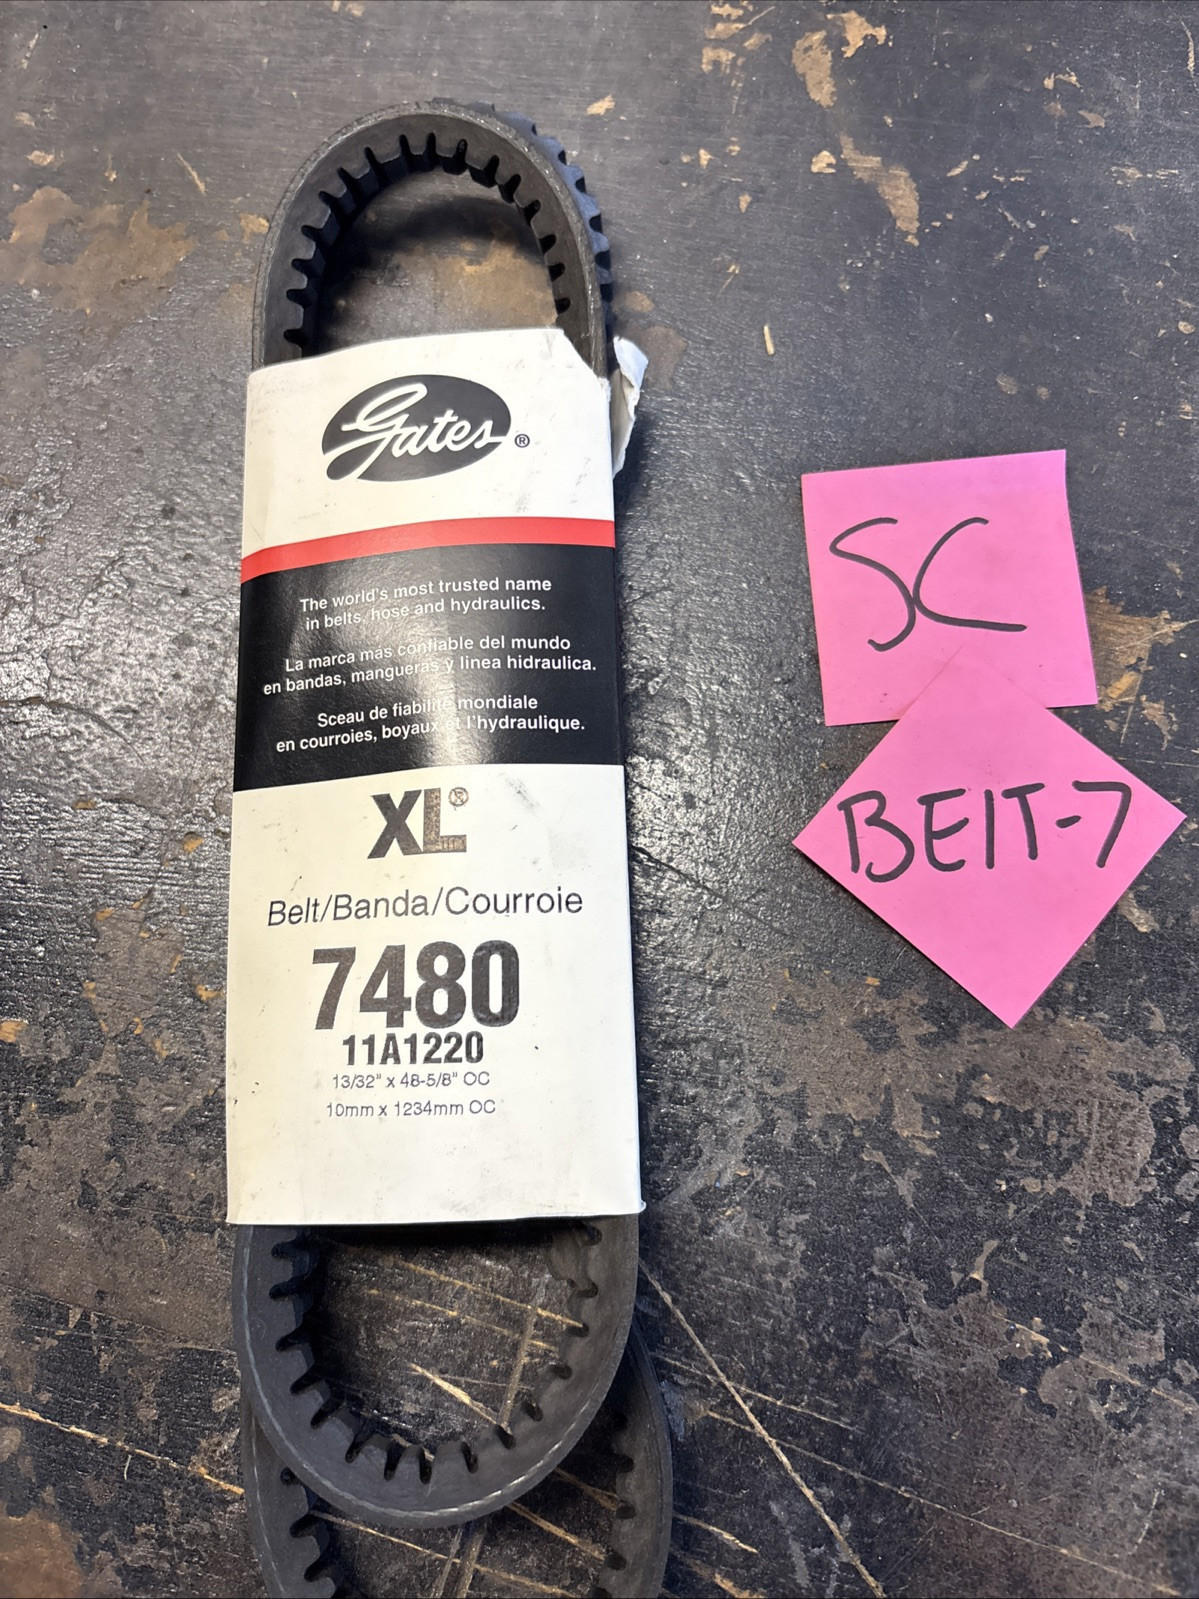 Gates®
The world's most trusted name
in belts, hose and hydraulics.
La marca más confiable del mundo
en bandas, mangueras y linea hidraulica.
Sceau de fiabilité mondiale
en courroies, boyaux et l'hydraulique.
XL®
Belt/Banda/Courroie
7480
11A1220
13/32" x 48-5/8" OC
10mm x 1234mm OC
SC
BEIT-7